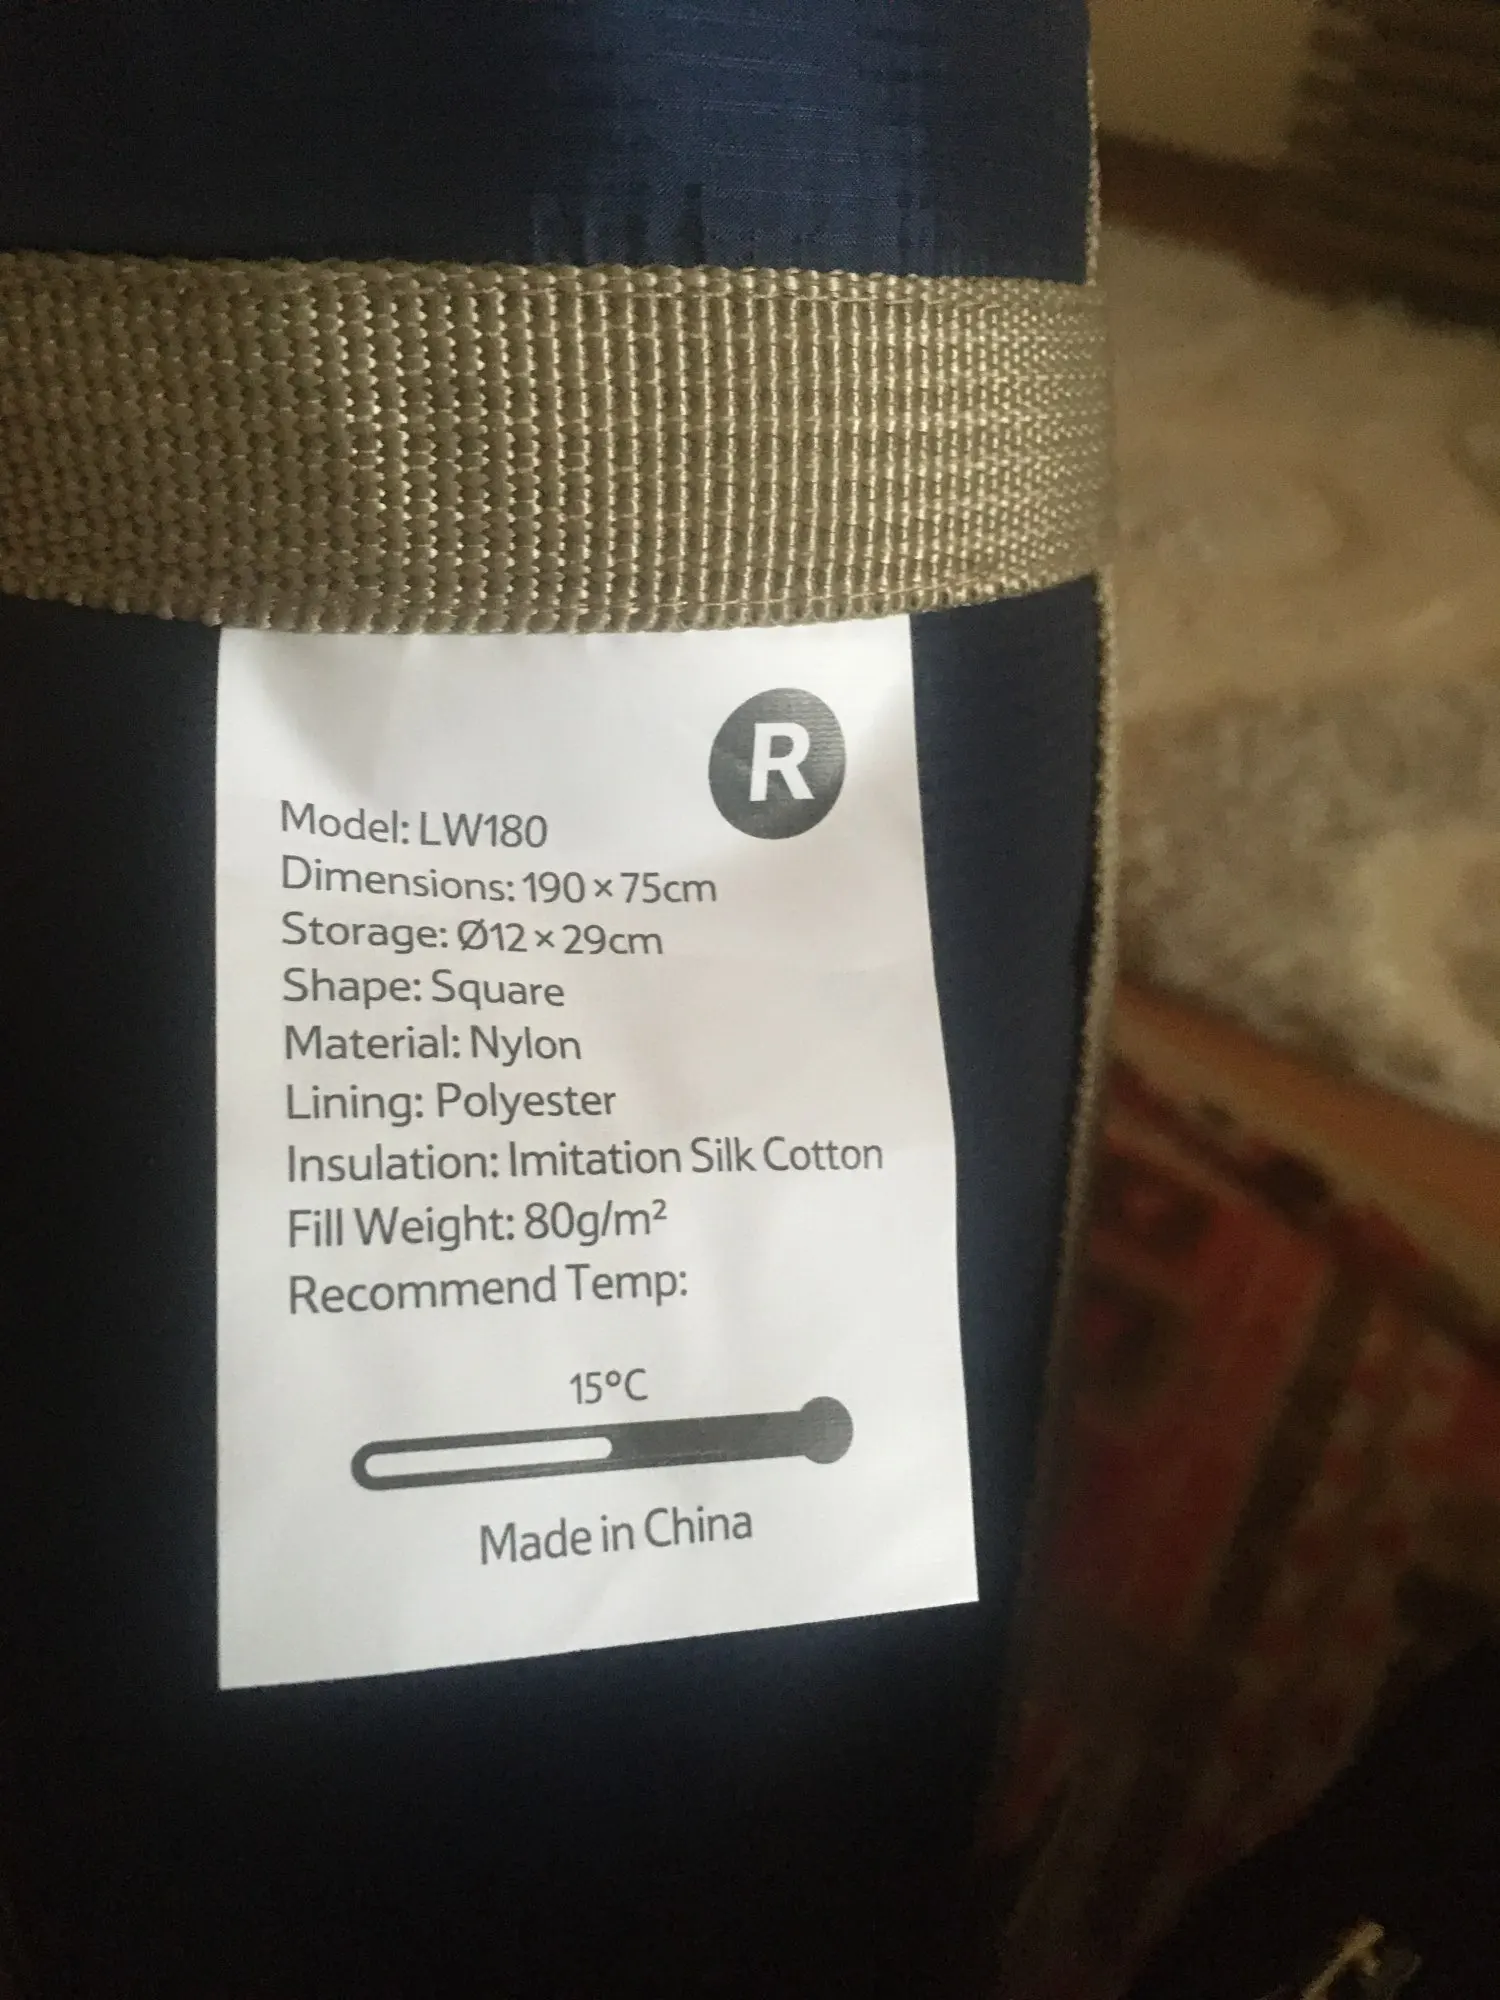 R
Model: LW180
Dimensions: 190×75cm
Storage: Ø12×29cm
Shape: Square
Material: Nylon
Lining: Polyester
Insulation: Imitation Silk Cotton
Fill Weight: 80g/m²
Recommend Temp:
15°C
Made in China